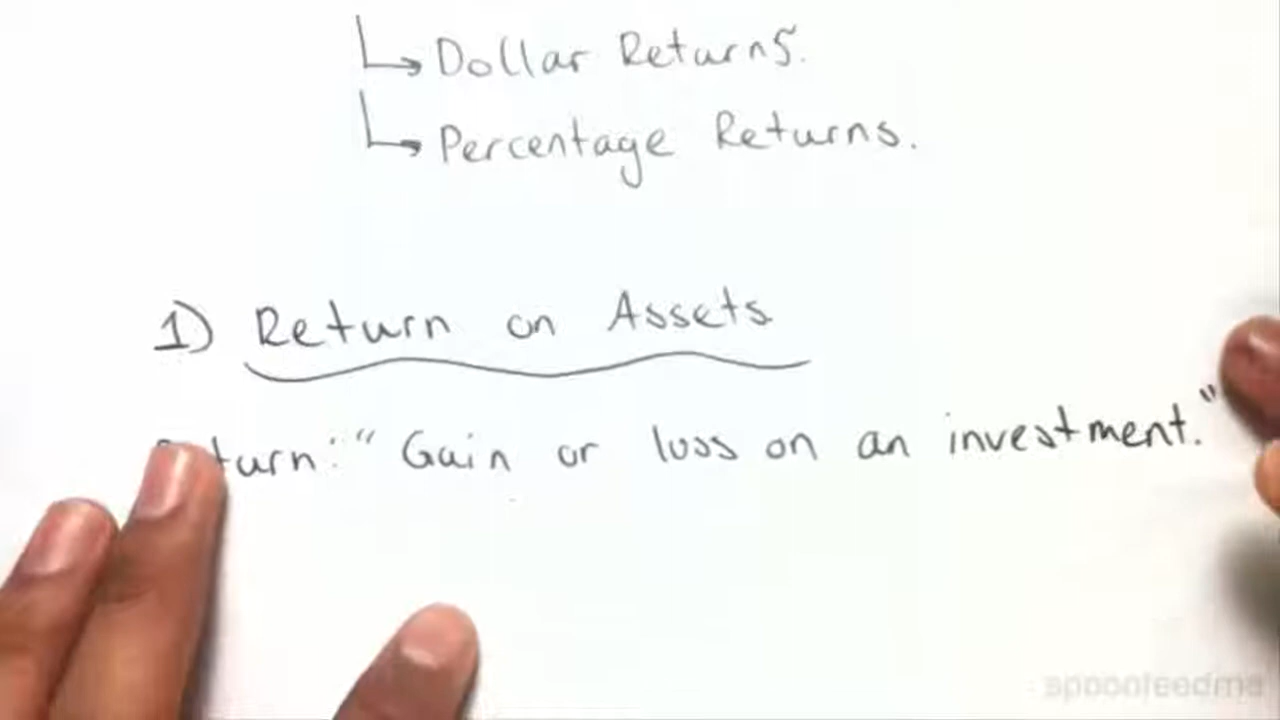 Dollar Returns.
Percentage Returns.
1) Return on Assets
turn: "Gain or loss on an investment."
spoonfeedme